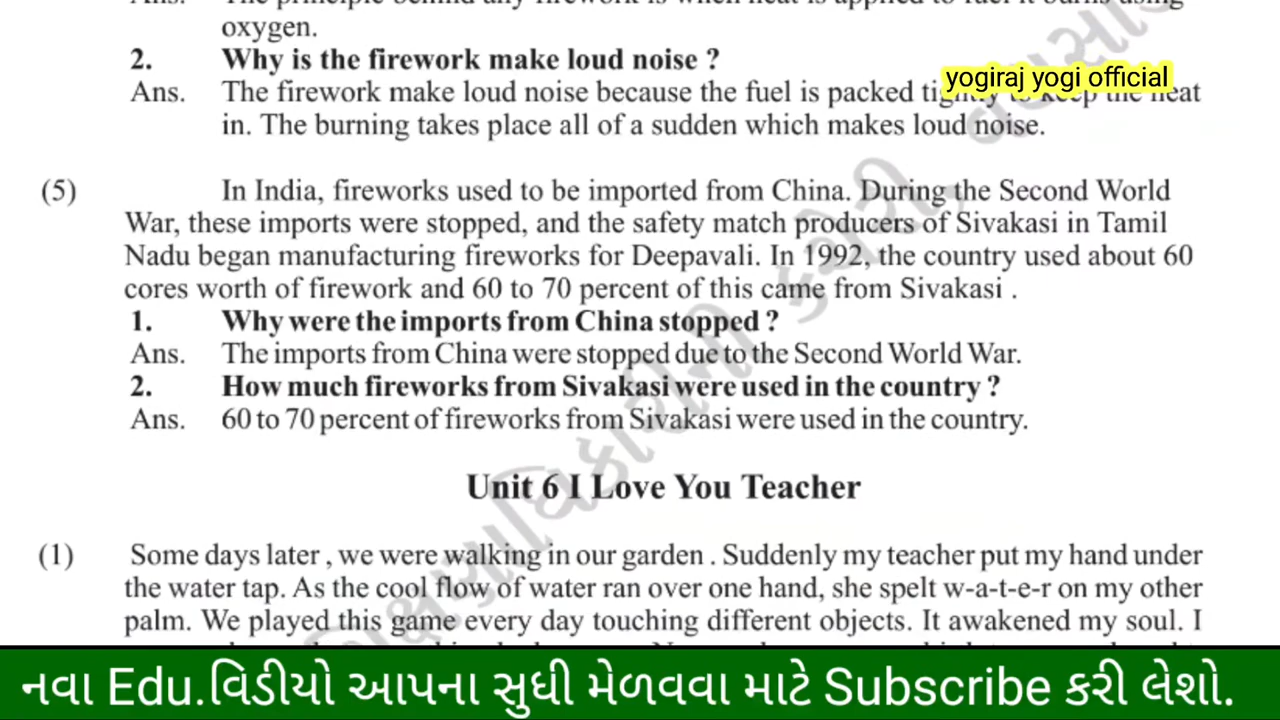 oxygen.
2. Why is the firework make loud noise ?
yogiraj yogi official
Ans. The firework make loud noise because the fuel is packed heat
in. The burning takes place all of a sudden which makes loud noise.
(5) In India, fireworks used to be imported from China. During the Second World
War, these imports were stopped, and the safety match producers of Sivakasi in Tamil
Nadu began manufacturing fireworks for Deepavali. In 1992, the country used about 60
cores worth of firework and 60 to 70 percent of this came from Sivakasi .
1. Why were the imports from China stopped ?
Ans. The imports from China were stopped due to the Second World War.
2. How much fireworks from Sivakasi were used in the country ?
Ans. 60 to 70 percent of fireworks from Sivakasi were used in the country.
Unit 6 I Love You Teacher
(1) Some days later , we were walking in our garden . Suddenly my teacher put my hand under
the water tap. As the cool flow of water ran over one hand, she spelt w-a-t-e-r on my other
palm. We played this game every day touching different objects. It awakened my soul. I
નવા Edu.વિડીયો આપના સુધી મેળવવા માટે Subscribe કરી લેશો.